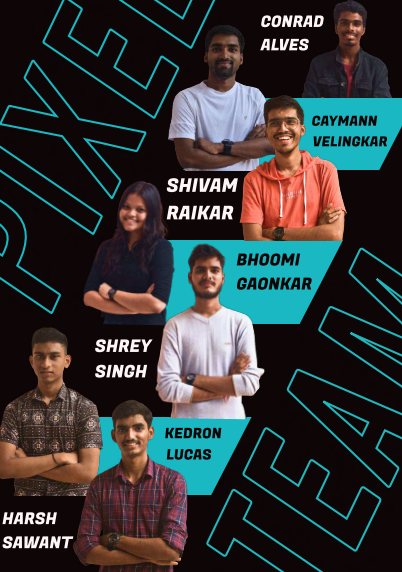 PIXEL
CONRAD
ALVES
CAYMANN
VELINGKAR
SHIVAM
RAIKAR
BHOOMI
GAONKAR
SHREY
SINGH
KEDRON
LUCAS
HARSH
SAWANT
TEAM